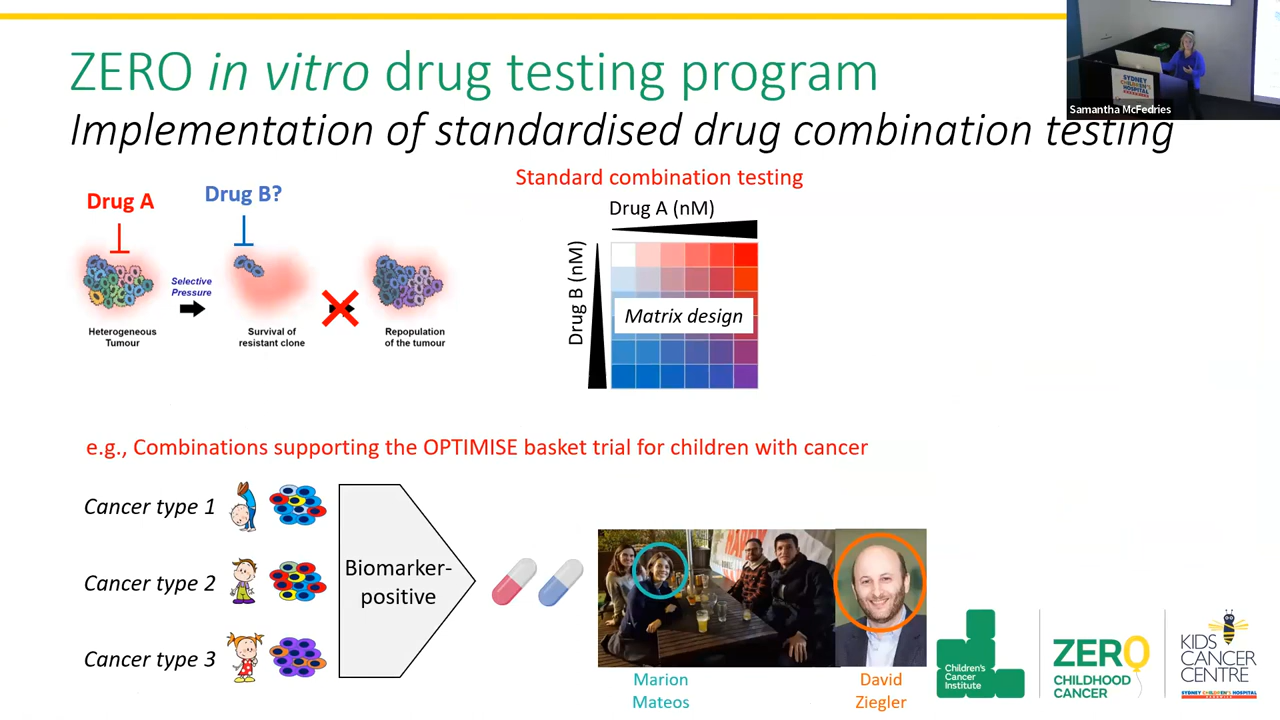 ZERO in vitro drug testing program
Implementation of standardised drug combination testing
SYDNEY
CHILDREN'S
HOSPITAL
Samantha McFedries
Drug A
Drug B?
Selective
Pressure
Heterogeneous
Tumour
Survival of
resistant clone
Repopulation
of the tumour
Standard combination testing
Drug A (nM)
Drug B (nM)
Matrix design
e.g., Combinations supporting the OPTIMISE basket trial for children with cancer
Cancer type 1
Cancer type 2
Cancer type 3
Biomarker-
positive
Marion
Mateos
David
Ziegler
Children's
Cancer
Institute
ZERO
CHILDHOOD
CANCER
KIDS
CANCER
CENTRE
SYDNEY CHILDREN'S HOSPITAL